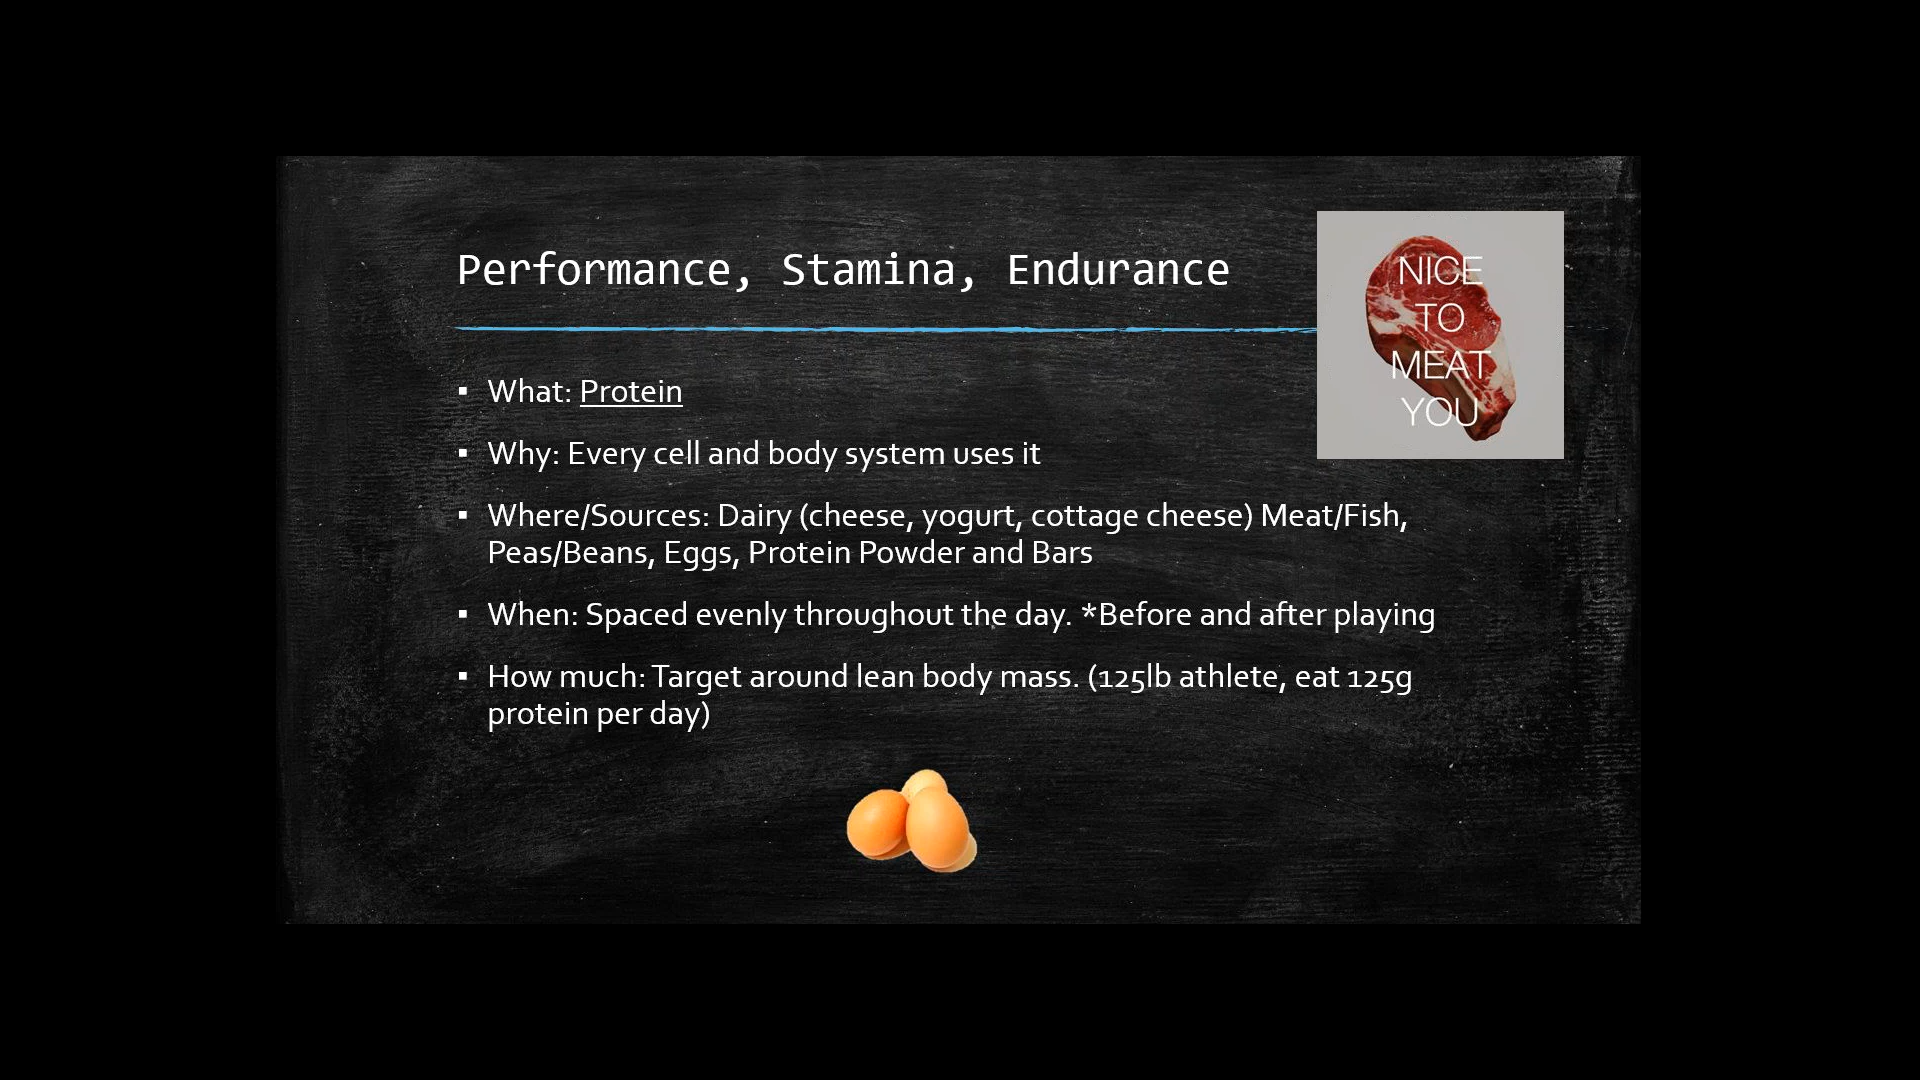 Performance, Stamina, Endurance
NICE
TO
MEAT
YOU
▪ What: Protein
▪ Why: Every cell and body system uses it
▪ Where/Sources: Dairy (cheese, yogurt, cottage cheese) Meat/Fish,
Peas/Beans, Eggs, Protein Powder and Bars
▪ When: Spaced evenly throughout the day. *Before and after playing
▪ How much: Target around lean body mass. (125lb athlete, eat 125g
protein per day)